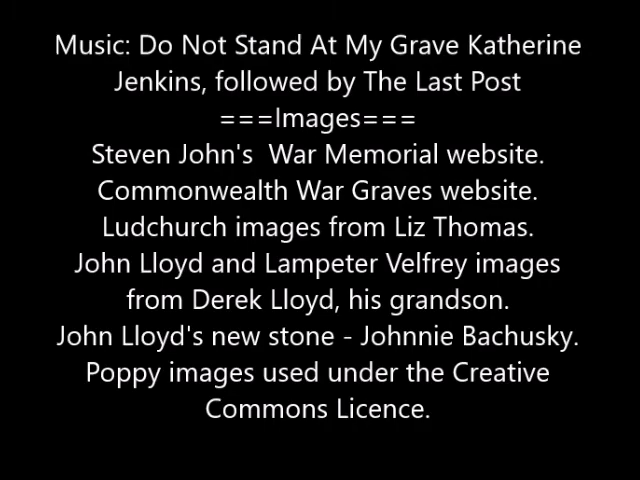 Music: Do Not Stand At My Grave Katherine
Jenkins, followed by The Last Post
===Images===
Steven John's  War Memorial website.
Commonwealth War Graves website.
Ludchurch images from Liz Thomas.
John Lloyd and Lampeter Velfrey images
from Derek Lloyd, his grandson.
John Lloyd's new stone - Johnnie Bachusky.
Poppy images used under the Creative
Commons Licence.